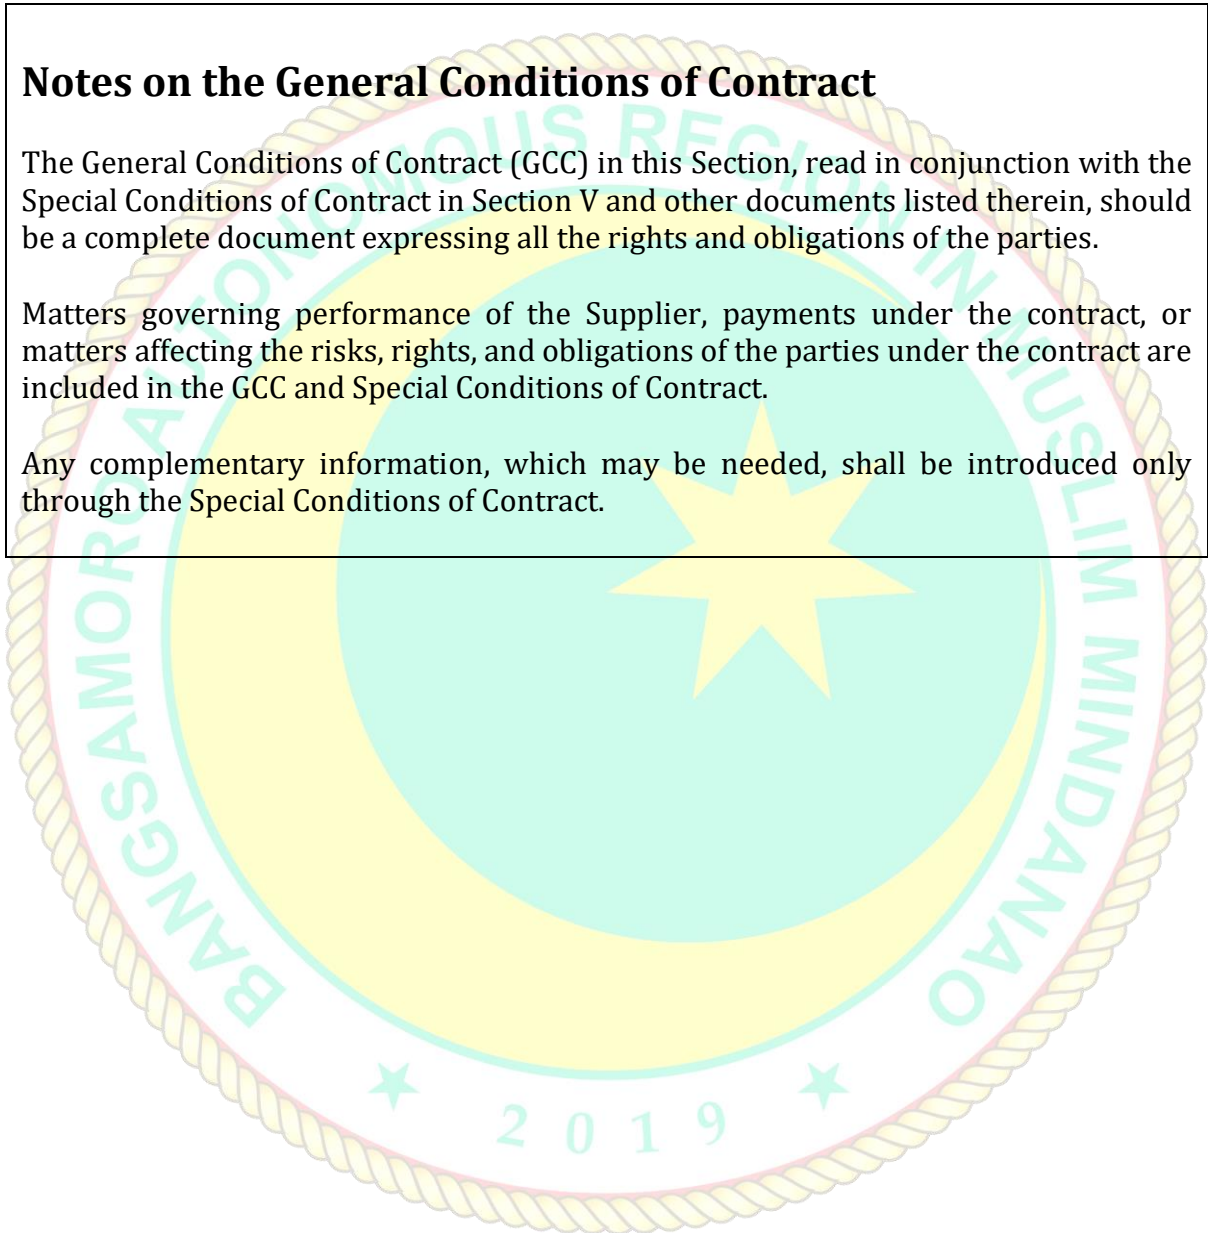 Notes on the General Conditions of Contract
The General Conditions of Contract (GCC) in this Section, read in conjunction with the
Special Conditions of Contract in Section V and other documents listed therein, should
be a complete document expressing all the rights and obligations of the parties.
Matters governing performance of the Supplier, payments under the contract, or
matters affecting the risks, rights, and obligations of the parties under the contract are
included in the GCC and Special Conditions of Contract.
Any complementary information, which may be needed, shall be introduced only
through the Special Conditions of Contract.
BANGSAMORO AUTONOMOUS REGION IN MUSLIM MINDANAO
2019